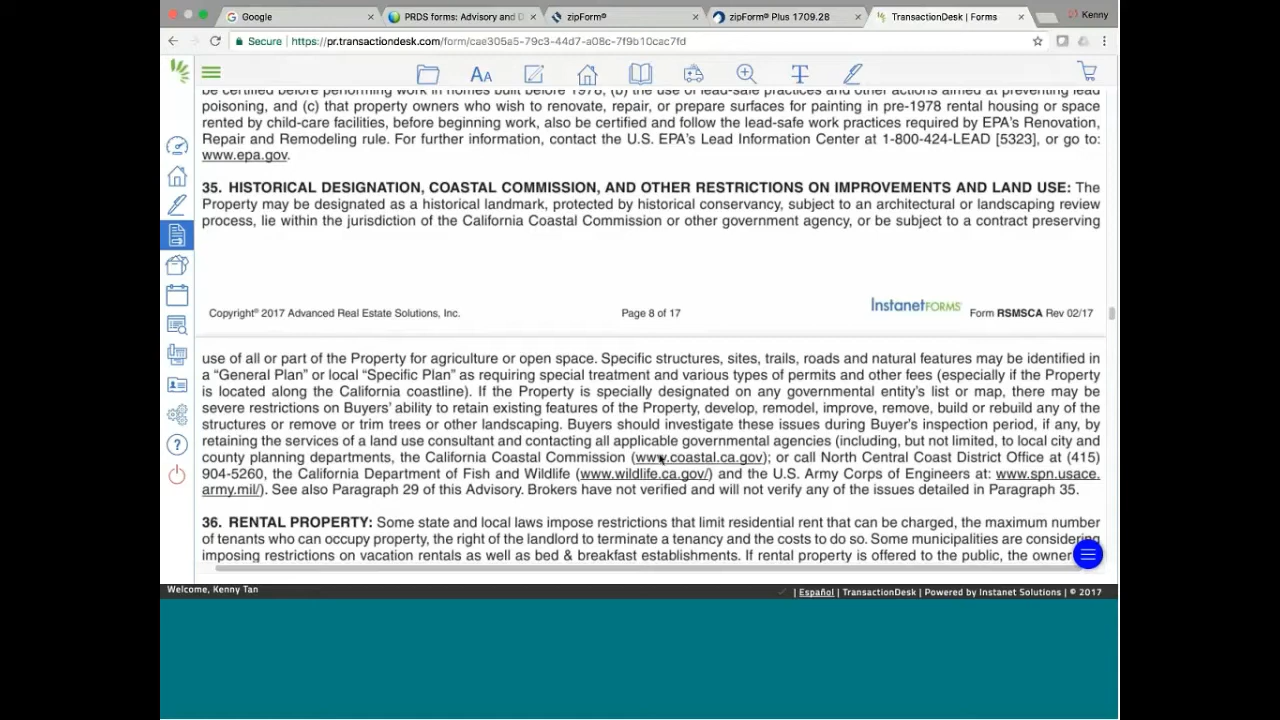 Google
PRDS forms: Advisory and D
zipForm®
zipForm® Plus 1709.28
TransactionDesk | Forms
Kenny
Secure | https://pr.transactiondesk.com/form/cae305a5-79c3-44d7-a08c-7f9b10cac7fd
be certified before performing work in homes built before 1978, (b) the use of lead-safe practices and other actions aimed at preventing lead
poisoning, and (c) that property owners who wish to renovate, repair, or prepare surfaces for painting in pre-1978 rental housing or space
rented by child-care facilities, before beginning work, also be certified and follow the lead-safe work practices required by EPA's Renovation,
Repair and Remodeling rule. For further information, contact the U.S. EPA's Lead Information Center at 1-800-424-LEAD [5323], or go to:
www.epa.gov.
35. HISTORICAL DESIGNATION, COASTAL COMMISSION, AND OTHER RESTRICTIONS ON IMPROVEMENTS AND LAND USE: The
Property may be designated as a historical landmark, protected by historical conservancy, subject to an architectural or landscaping review
process, lie within the jurisdiction of the California Coastal Commission or other government agency, or be subject to a contract preserving
Copyright® 2017 Advanced Real Estate Solutions, Inc.
Page 8 of 17
InstanetFORMS
Form RSMSCA Rev 02/17
use of all or part of the Property for agriculture or open space. Specific structures, sites, trails, roads and natural features may be identified in
a “General Plan” or local “Specific Plan” as requiring special treatment and various types of permits and other fees (especially if the Property
is located along the California coastline). If the Property is specially designated on any governmental entity's list or map, there may be
severe restrictions on Buyers' ability to retain existing features of the Property, develop, remodel, improve, remove, build or rebuild any of the
structures or remove or trim trees or other landscaping. Buyers should investigate these issues during Buyer's inspection period, if any, by
retaining the services of a land use consultant and contacting all applicable governmental agencies (including, but not limited, to local city and
county planning departments, the California Coastal Commission (www.coastal.ca.gov); or call North Central Coast District Office at (415)
904-5260, the California Department of Fish and Wildlife (www.wildlife.ca.gov/) and the U.S. Army Corps of Engineers at: www.spn.usace.
army.mil/). See also Paragraph 29 of this Advisory. Brokers have not verified and will not verify any of the issues detailed in Paragraph 35.
36. RENTAL PROPERTY: Some state and local laws impose restrictions that limit residential rent that can be charged, the maximum number
of tenants who can occupy property, the right of the landlord to terminate a tenancy and the costs to do so. Some municipalities are considering
imposing restrictions on vacation rentals as well as bed & breakfast establishments. If rental property is offered to the public, the owner
Welcome, Kenny Tan
| Español | TransactionDesk | Powered by Instanet Solutions | © 2017